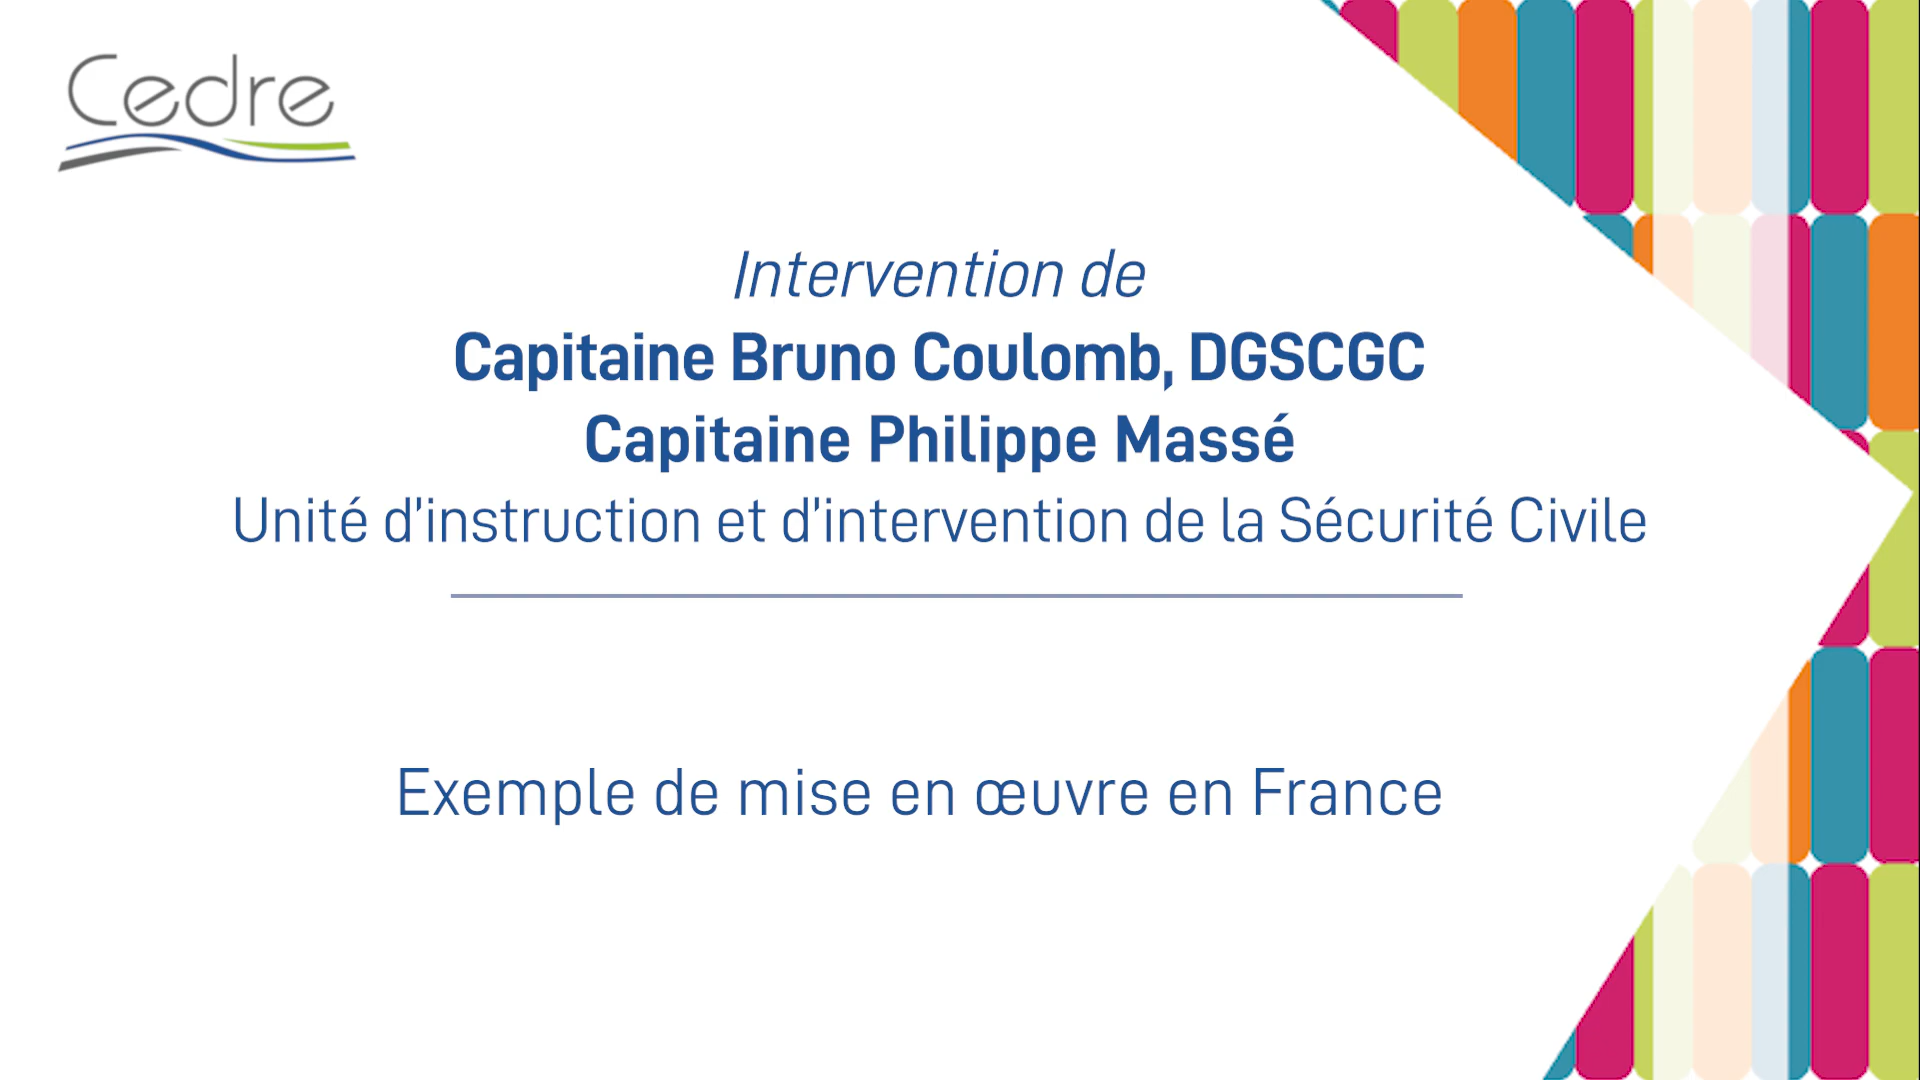 Cedre
Intervention de
Capitaine Bruno Coulomb, DGSCGC
Capitaine Philippe Massé
Unité d'instruction et d'intervention de la Sécurité Civile
Exemple de mise en œuvre en France